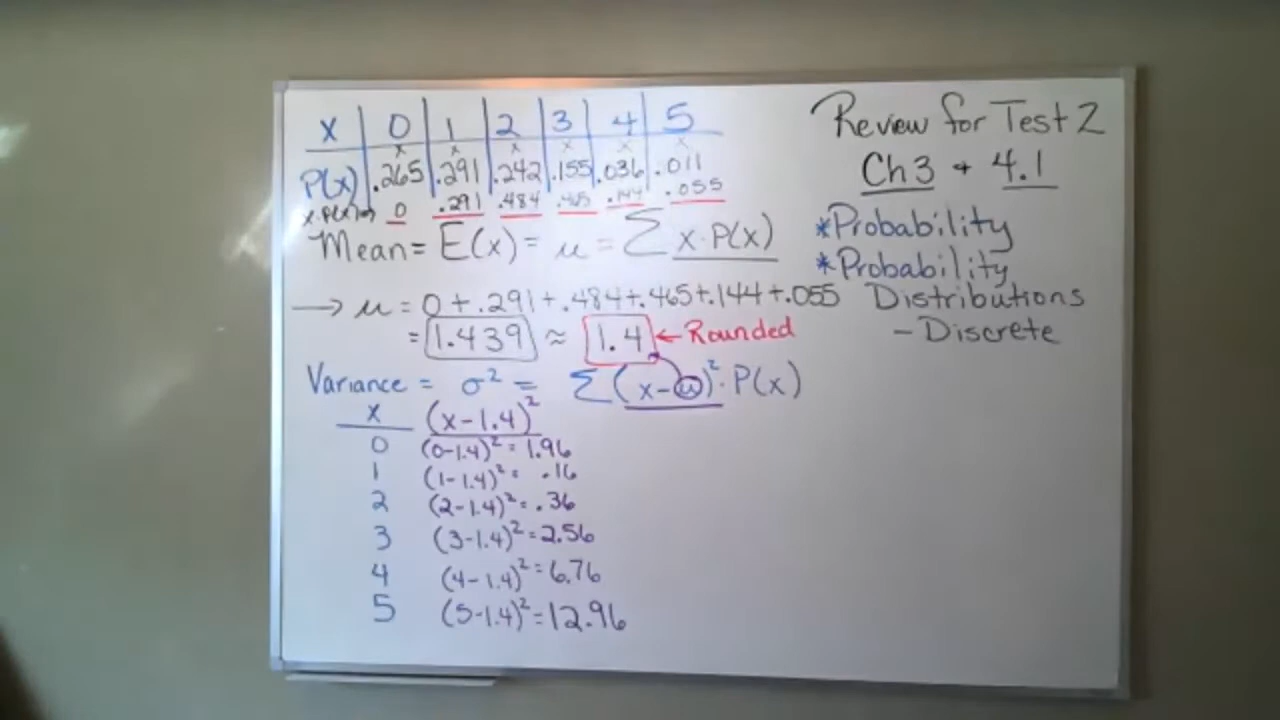 x 0 1 2 3 4 5
P(x) .265 .291 .242 .155 .036 .011
x·P(x)→ 0 .291 .484 .465 .144 .055
Mean = E(x) = μ = Σ x·P(x)
→ μ = 0 + .291 + .484 + .465 + .144 + .055
= 1.439 ≈ 1.4 ← Rounded
Variance = σ² = Σ (x-μ)²·P(x)
x (x-1.4)²
0 (0-1.4)² = 1.96
1 (1-1.4)² = .16
2 (2-1.4)² = .36
3 (3-1.4)² = 2.56
4 (4-1.4)² = 6.76
5 (5-1.4)² = 12.96
Review for Test 2
Ch 3 + 4.1
*Probability
*Probability
Distributions
- Discrete